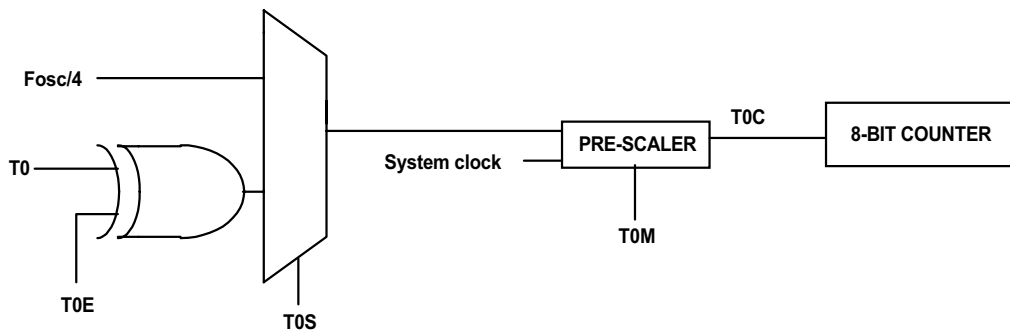 Fosc/4
T0C
8-BIT COUNTER
PRE-SCALER
System clock
T0
T0M
T0E
T0S